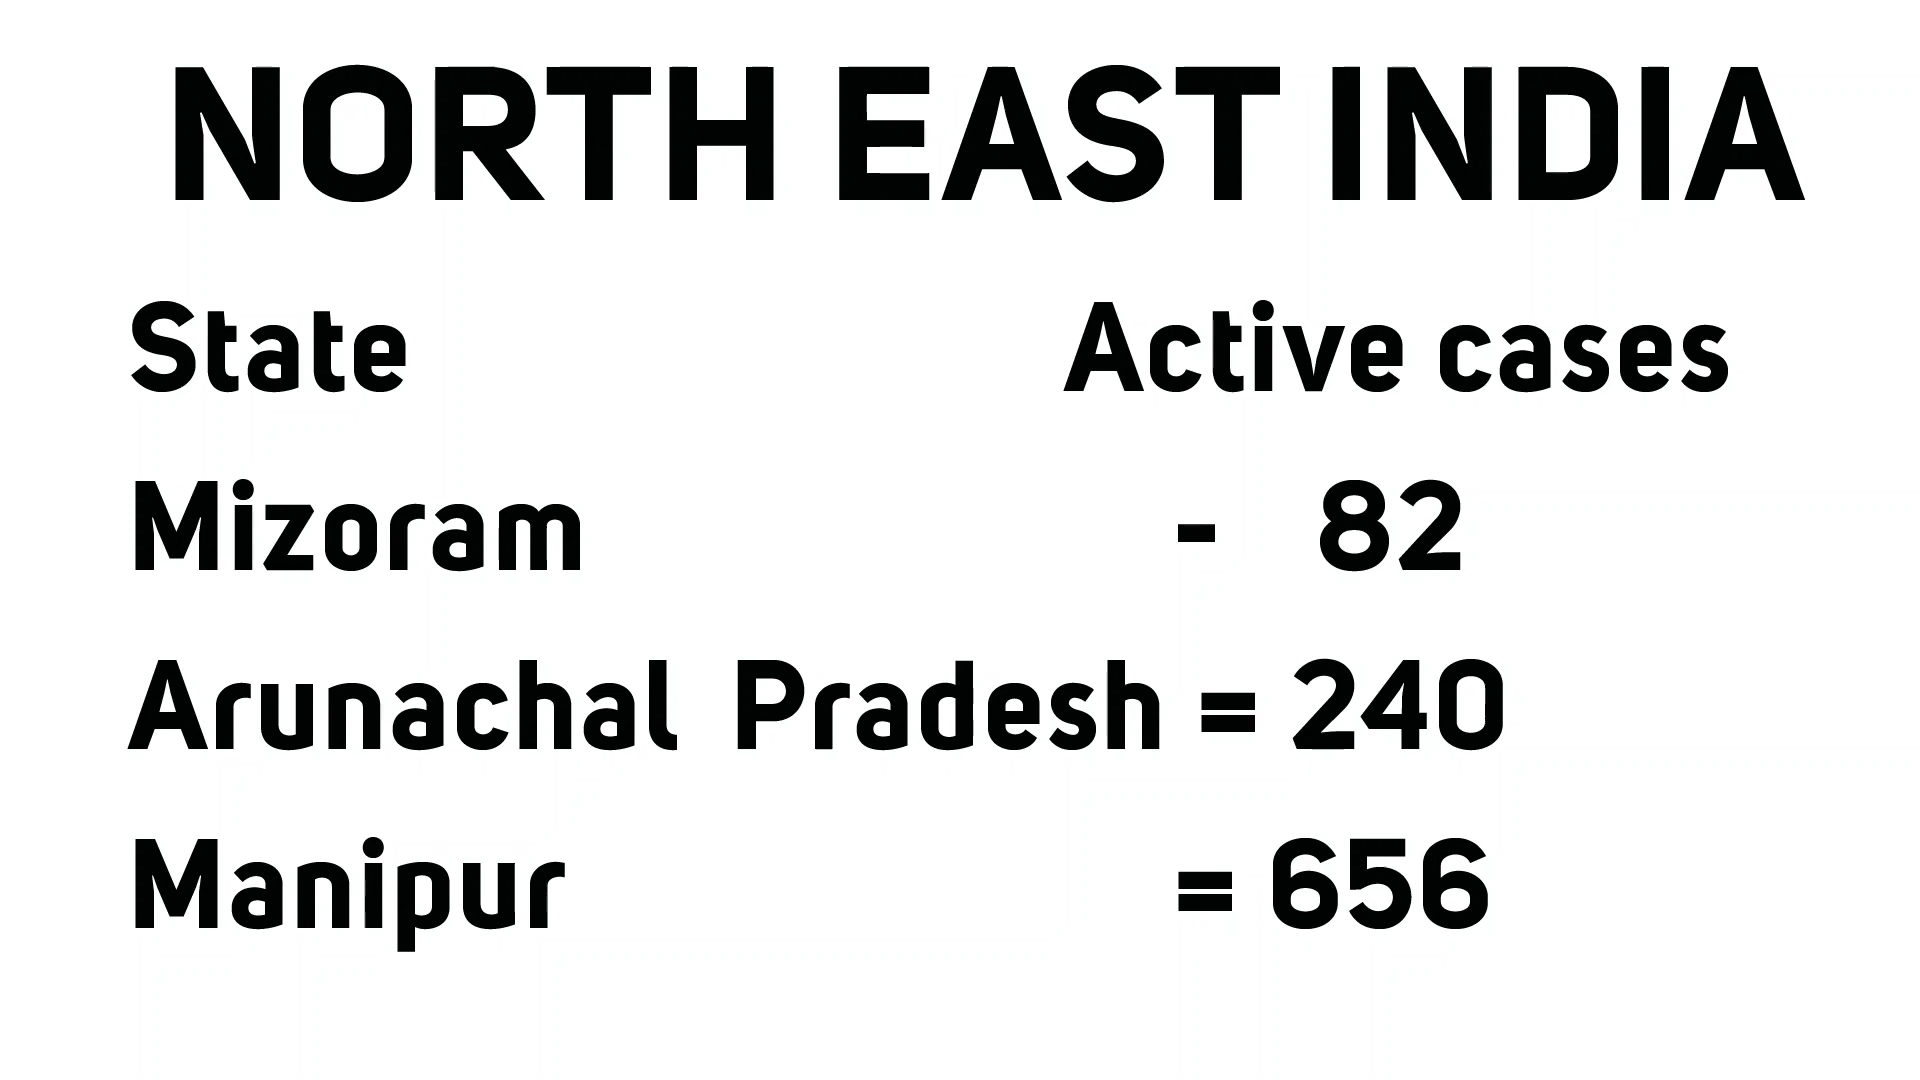 NORTH EAST INDIA
State Active cases
Mizoram - 82
Arunachal Pradesh = 240
Manipur = 656